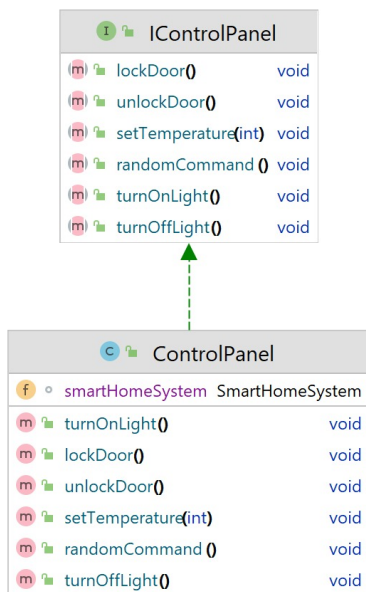 I IControlPanel
m lockDoor() void
m unlockDoor() void
m setTemperature(int) void
m randomCommand () void
m turnOnLight() void
m turnOffLight() void
C ControlPanel
f smartHomeSystem SmartHomeSystem
m turnOnLight() void
m lockDoor() void
m unlockDoor() void
m setTemperature(int) void
m randomCommand () void
m turnOffLight() void